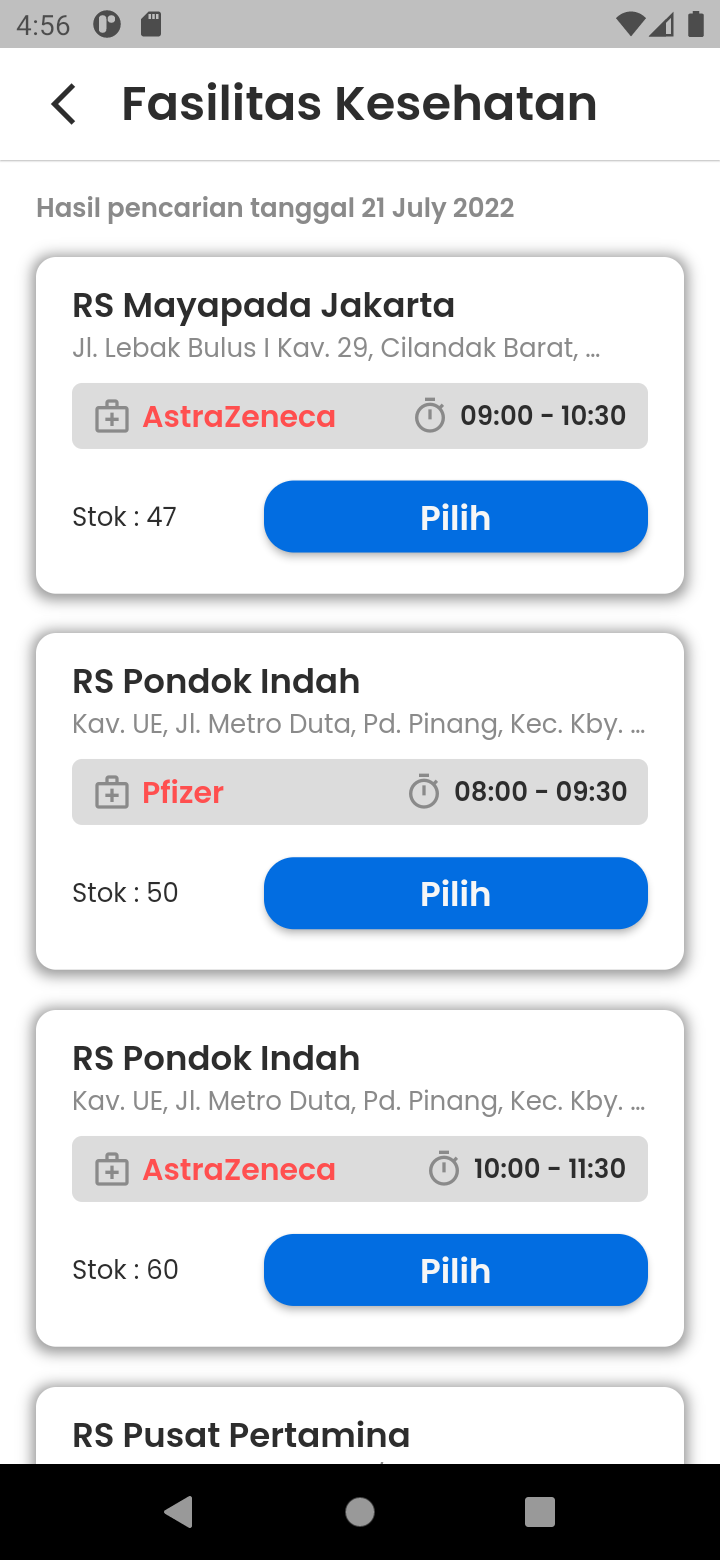 4:56
Fasilitas Kesehatan
Hasil pencarian tanggal 21 July 2022
RS Mayapada Jakarta
Jl. Lebak Bulus I Kav. 29, Cilandak Barat, ...
AstraZeneca 09:00 - 10:30
Stok : 47 Pilih
RS Pondok Indah
Kav. UE, Jl. Metro Duta, Pd. Pinang, Kec. Kby. ...
Pfizer 08:00 - 09:30
Stok : 50 Pilih
RS Pondok Indah
Kav. UE, Jl. Metro Duta, Pd. Pinang, Kec. Kby. ...
AstraZeneca 10:00 - 11:30
Stok : 60 Pilih
RS Pusat Pertamina